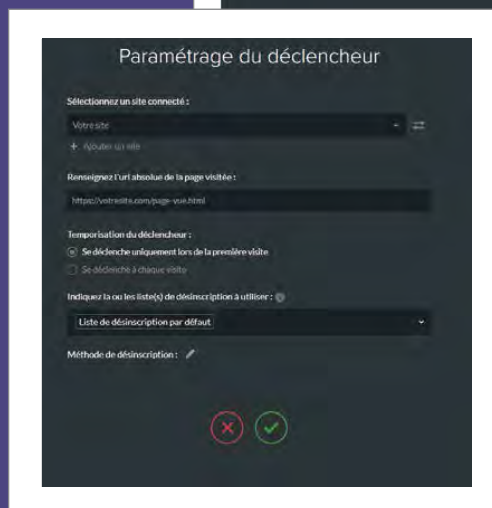 Paramétrage du déclencheur
Sélectionnez un site connecté :
Votre site
+ Ajouter un site
Renseignez l'url absolue de la page visitée :
https://votresite.com/page-vue.html
Temporisation du déclencheur :
Se déclenche uniquement lors de la première visite
Se déclenche à chaque visite
Indiquez la ou les liste(s) de désinscription à utiliser :
Liste de désinscription par défaut
Méthode de désinscription :